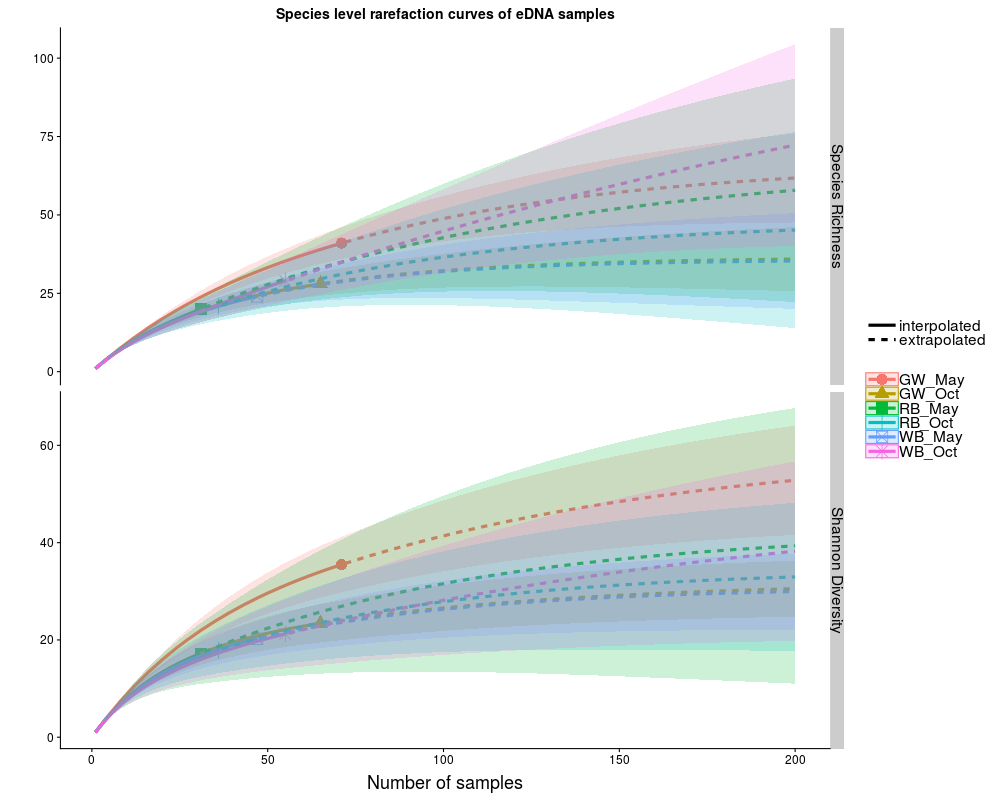 Species level rarefaction curves of eDNA samples
100
75
50
25
0
Species Richness
60
40
20
0
Shannon Diversity
0
50
100
150
200
Number of samples
interpolated
extrapolated
GW_May
GW_Oct
RB_May
RB_Oct
WB_May
WB_Oct